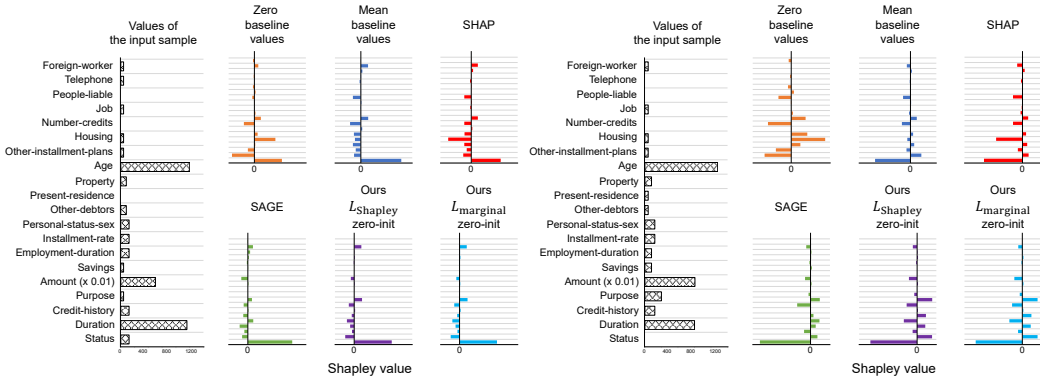 Values of
the input sample
Zero
baseline
values
Mean
baseline
values
SHAP
Foreign-worker
Telephone
People-liable
Job
Number-credits
Housing
Other-installment-plans
Age
Property
Present-residence
Other-debtors
Personal-status-sex
Installment-rate
Employment-duration
Savings
Amount (x 0.01)
Purpose
Credit-history
Duration
Status
0 400 800 1200
0
0
0
SAGE
Ours
L_Shapley
zero-init
Ours
L_marginal
zero-init
0
0
0
Shapley value
Values of
the input sample
Zero
baseline
values
Mean
baseline
values
SHAP
Foreign-worker
Telephone
People-liable
Job
Number-credits
Housing
Other-installment-plans
Age
Property
Present-residence
Other-debtors
Personal-status-sex
Installment-rate
Employment-duration
Savings
Amount (x 0.01)
Purpose
Credit-history
Duration
Status
0 400 800 1200
0
0
0
SAGE
Ours
L_Shapley
zero-init
Ours
L_marginal
zero-init
0
0
0
Shapley value